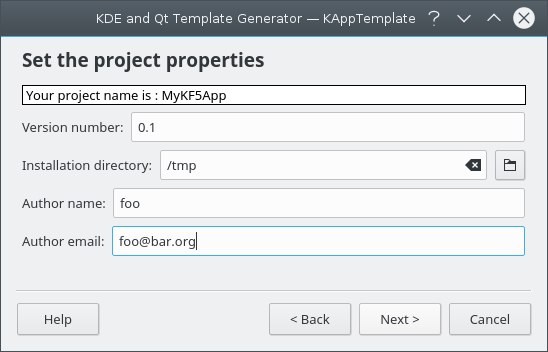 KDE and Qt Template Generator — KAppTemplate
Set the project properties
Your project name is : MyKF5App
Version number: 0.1
Installation directory: /tmp
Author name: foo
Author email: foo@bar.org
Help < Back Next > Cancel